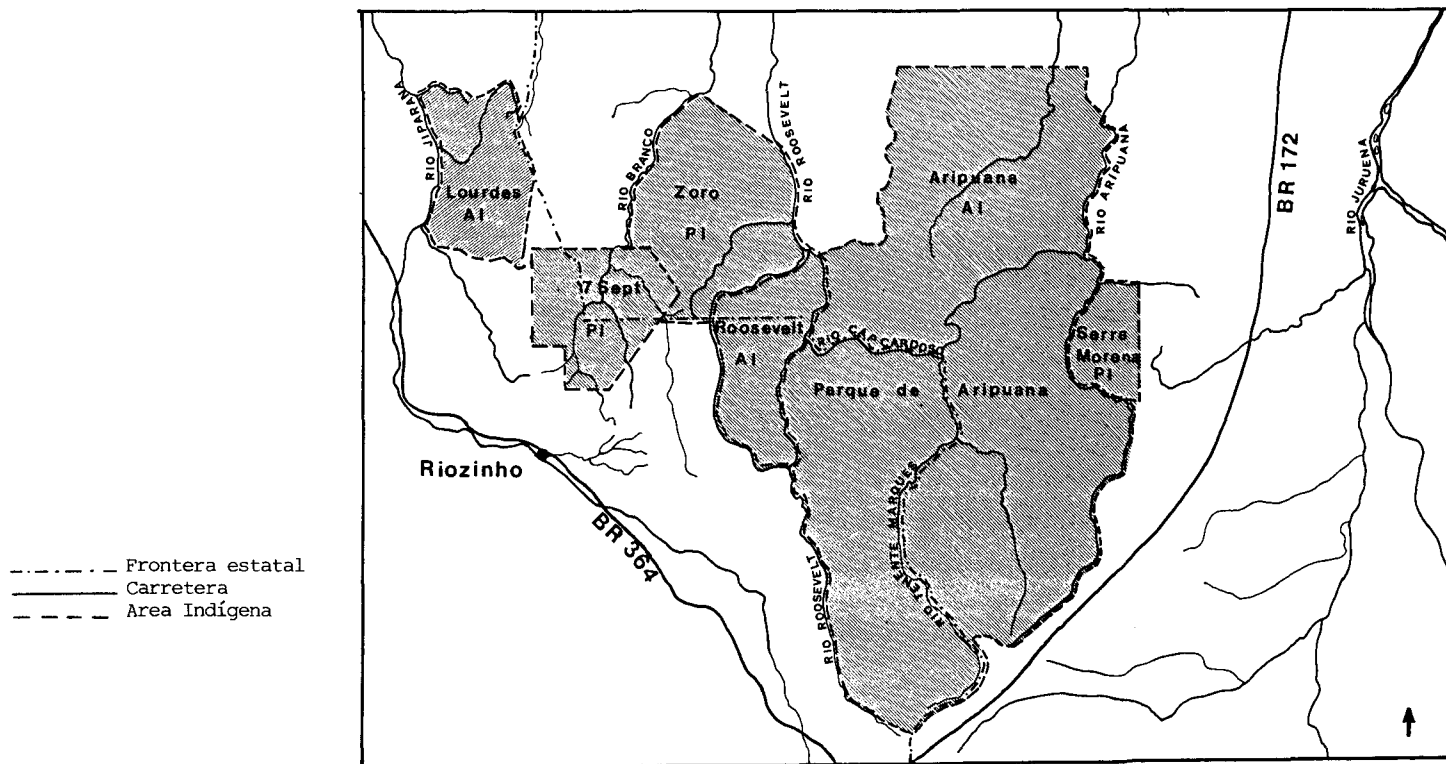 RIO JIPARANA
Lourdes
AI
RIO BRANCO
Zoro
PI
RIO ROOSEVELT
Aripuana
AI
RIO ARIPUANA
BR 172
RIO JURUENA
7 Sept
PI
Roosevelt
AI
RIO CAP. CARDOSO
Serra
Morena
PI
Parque de Aripuana
Riozinho
BR 364
RIO ROOSEVELT
RIO TENENTE MARQUES
Frontera estatal
Carretera
Area Indígena